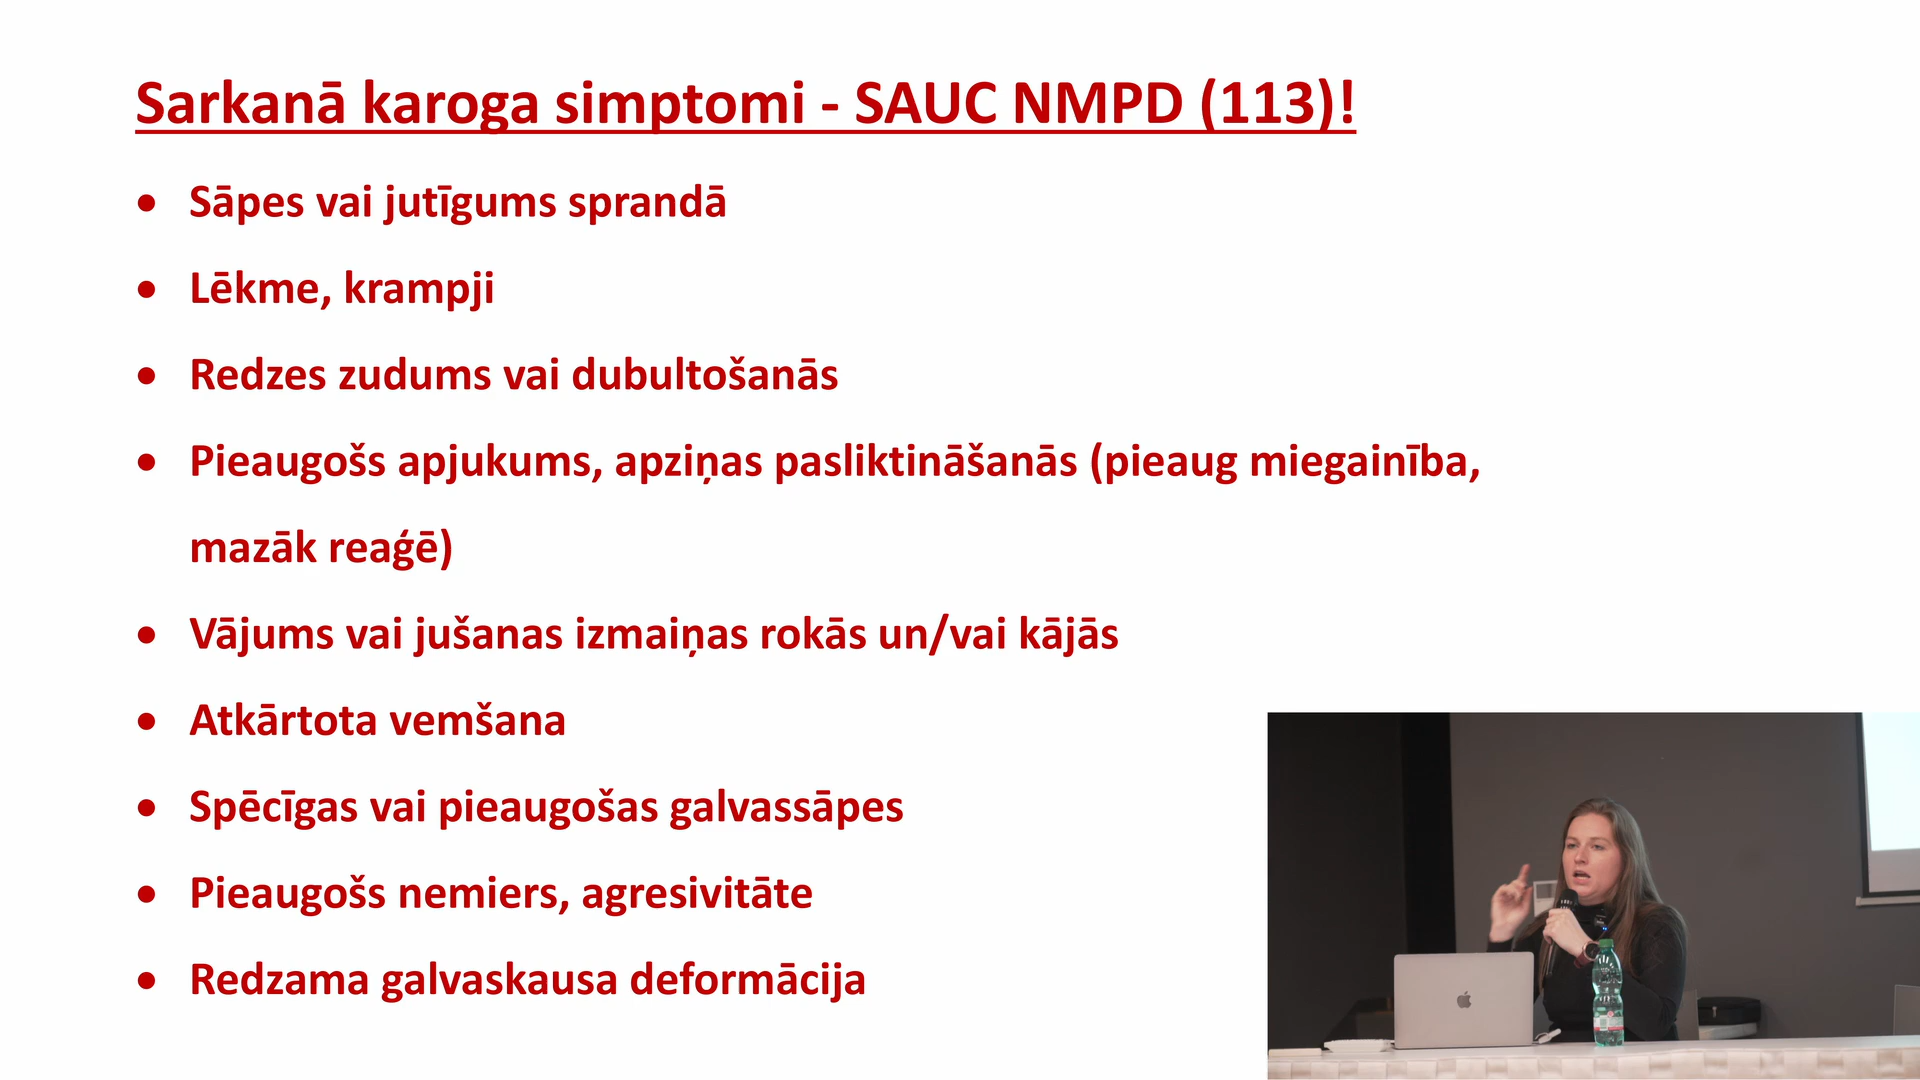 Sarkanā karoga simptomi - SAUC NMPD (113)!
• Sāpes vai jutīgums sprandā
• Lēkme, krampji
• Redzes zudums vai dubultošanās
• Pieaugošs apjukums, apziņas pasliktināšanās (pieaug miegainība,
mazāk reaģē)
• Vājums vai jušanas izmaiņas rokās un/vai kājās
• Atkārtota vemšana
• Spēcīgas vai pieaugošas galvassāpes
• Pieaugošs nemiers, agresivitāte
• Redzama galvaskausa deformācija